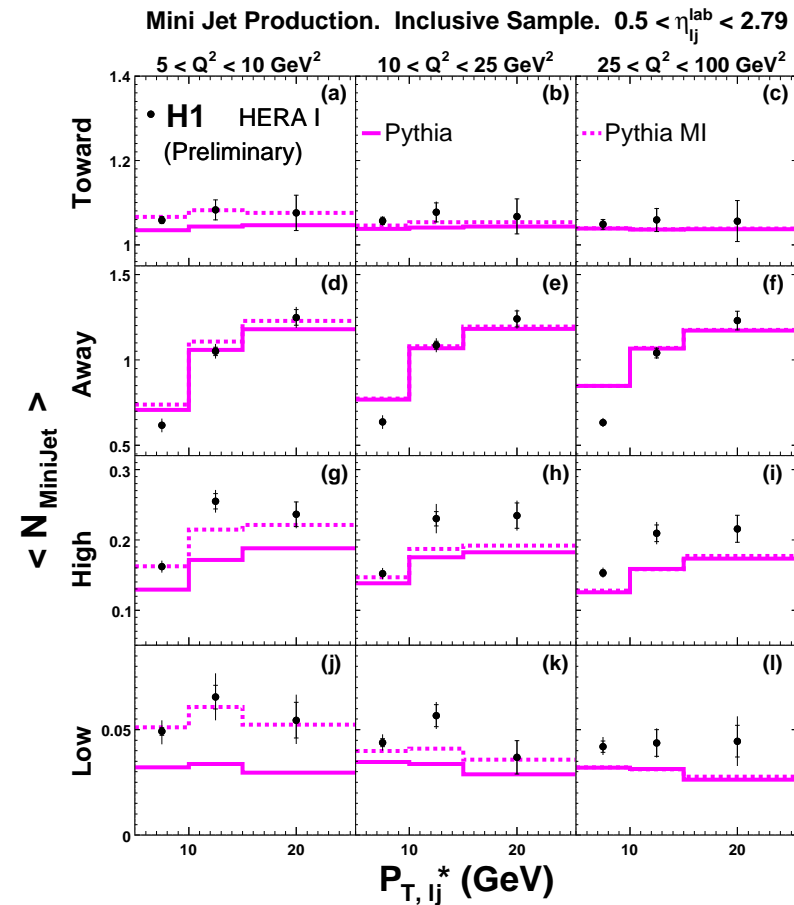 Mini Jet Production. Inclusive Sample. 0.5 < η_lj^lab < 2.79
5 < Q² < 10 GeV² 10 < Q² < 25 GeV² 25 < Q² < 100 GeV²
(a) (b) (c)
H1 HERA I
(Preliminary)
Pythia
Pythia MI
1.4
1.2
1
Toward
(d) (e) (f)
1.5
1
0.5
Away
(g) (h) (i)
0.3
0.2
0.1
High
(j) (k) (l)
0.05
0
Low
< N_MiniJet >
10 20 10 20 10 20
P_T, lj* (GeV)